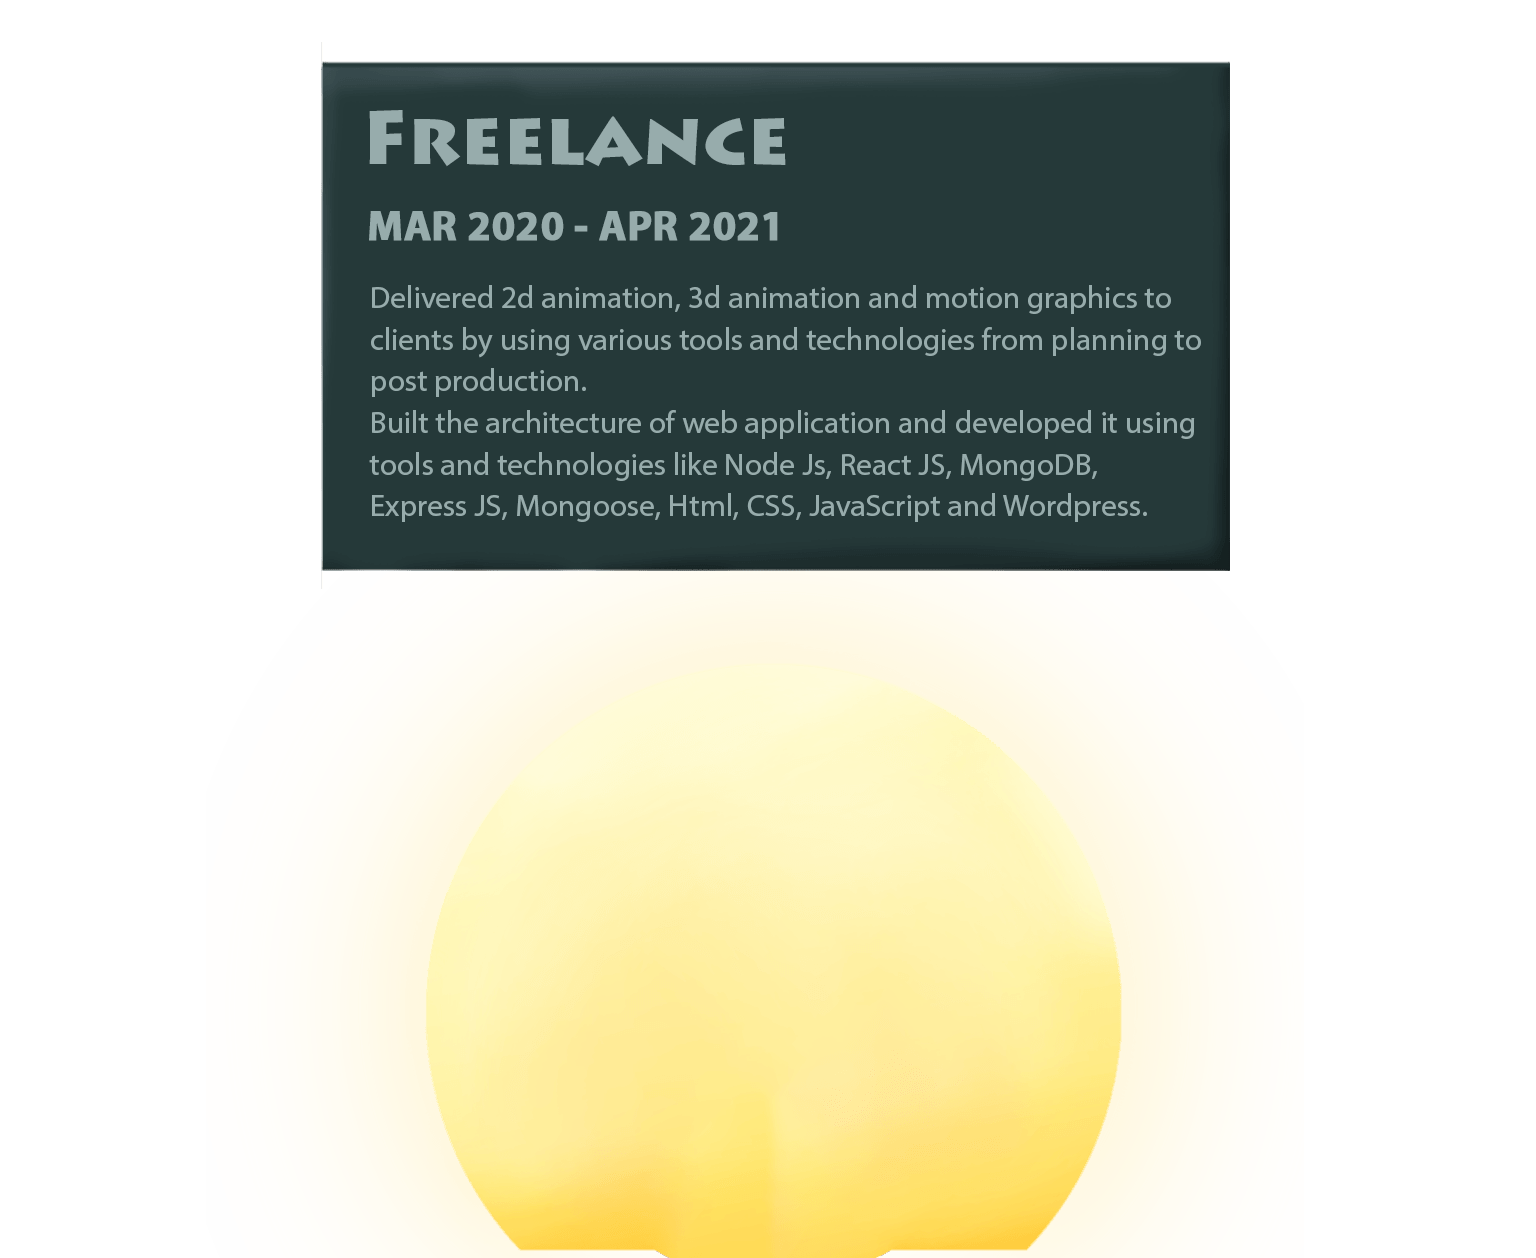 FREELANCE
MAR 2020 - APR 2021
Delivered 2d animation, 3d animation and motion graphics to
clients by using various tools and technologies from planning to
post production.
Built the architecture of web application and developed it using
tools and technologies like Node Js, React JS, MongoDB,
Express JS, Mongoose, Html, CSS, JavaScript and Wordpress.